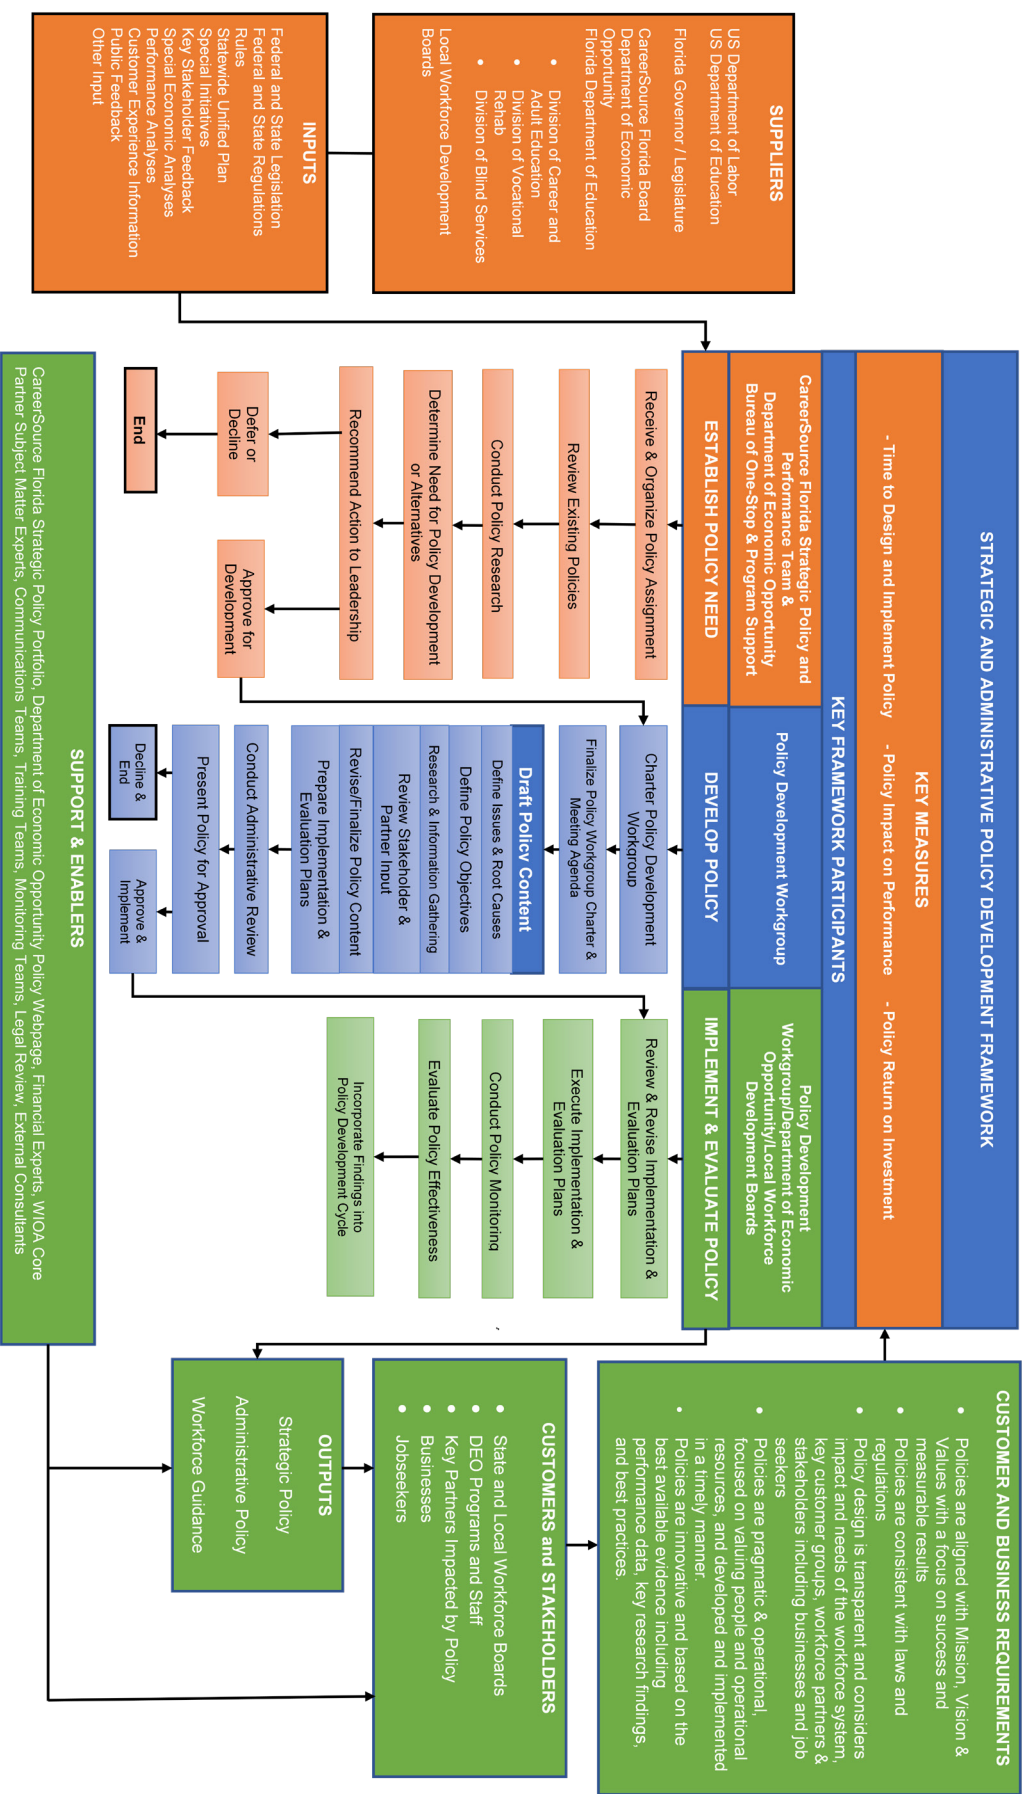 STRATEGIC AND ADMINISTRATIVE POLICY DEVELOPMENT FRAMEWORK
KEY MEASURES
- Time to Design and Implement Policy - Policy Impact on Performance - Policy Return on Investment
KEY FRAMEWORK PARTICIPANTS
SUPPLIERS
US Department of Labor
US Department of Education
Florida Governor / Legislature
CareerSource Florida Board
Department of Economic
Opportunity
Florida Department of Education
• Division of Career and
Adult Education
• Division of Vocational
Rehab
• Division of Blind Services
Local Workforce Development
Boards
INPUTS
Federal and State Legislation
Federal and State Regulations
Rules
Statewide Unified Plan
Special Initiatives
Key Stakeholder Feedback
Special Economic Analyses
Performance Analyses
Customer Experience Information
Public Feedback
Other Input
CareerSource Florida Strategic Policy and
Performance Team &
Department of Economic Opportunity
Bureau of One-Stop & Program Support
ESTABLISH POLICY NEED
Receive & Organize Policy Assignment
Review Existing Policies
Conduct Policy Research
Determine Need for Policy Development
or Alternatives
Recommend Action to Leadership
Defer or
Decline
Approve for
Development
End
Policy Development Workgroup
DEVELOP POLICY
Charter Policy Development
Workgroup
Finalize Policy Workgroup Charter &
Meeting Agenda
Draft Policy Content
Define Issues & Root Causes
Define Policy Objectives
Research & Information Gathering
Review Stakeholder &
Partner Input
Revise/Finalize Policy Content
Prepare Implementation &
Evaluation Plans
Conduct Administrative Review
Present Policy for Approval
Decline &
End
Approve &
Implement
Policy Development
Workgroup/Department of Economic
Opportunity/Local Workforce
Development Boards
IMPLEMENT & EVALUATE POLICY
Review & Revise Implementation &
Evaluation Plans
Execute Implementation &
Evaluation Plans
Conduct Policy Monitoring
Evaluate Policy Effectiveness
Incorporate Findings into
Policy Development Cycle
CUSTOMER AND BUSINESS REQUIREMENTS
• Policies are aligned with Mission, Vision &
Values with a focus on success and
measurable results
• Policies are consistent with laws and
regulations
• Policy design is transparent and considers
impact and needs of the workforce system,
key customer groups, workforce partners &
stakeholders including businesses and job
seekers
• Policies are pragmatic & operational,
focused on valuing people and operational
resources, and developed and implemented
in a timely manner.
• Policies are innovative and based on the
best available evidence including
performance data, key research findings,
and best practices.
CUSTOMERS and STAKEHOLDERS
• State and Local Workforce Boards
• DEO Programs and Staff
• Key Partners Impacted by Policy
• Businesses
• Jobseekers
OUTPUTS
Strategic Policy
Administrative Policy
Workforce Guidance
SUPPORT & ENABLERS
CareerSource Florida Strategic Policy Portfolio, Department of Economic Opportunity Policy Webpage, Financial Experts, WIOA Core
Partner Subject Matter Experts, Communications Teams, Training Teams, Monitoring Teams, Legal Review, External Consultants